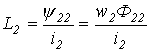 L₂ = ψ₂₂ / i₂ = w₂Φ₂₂ / i₂